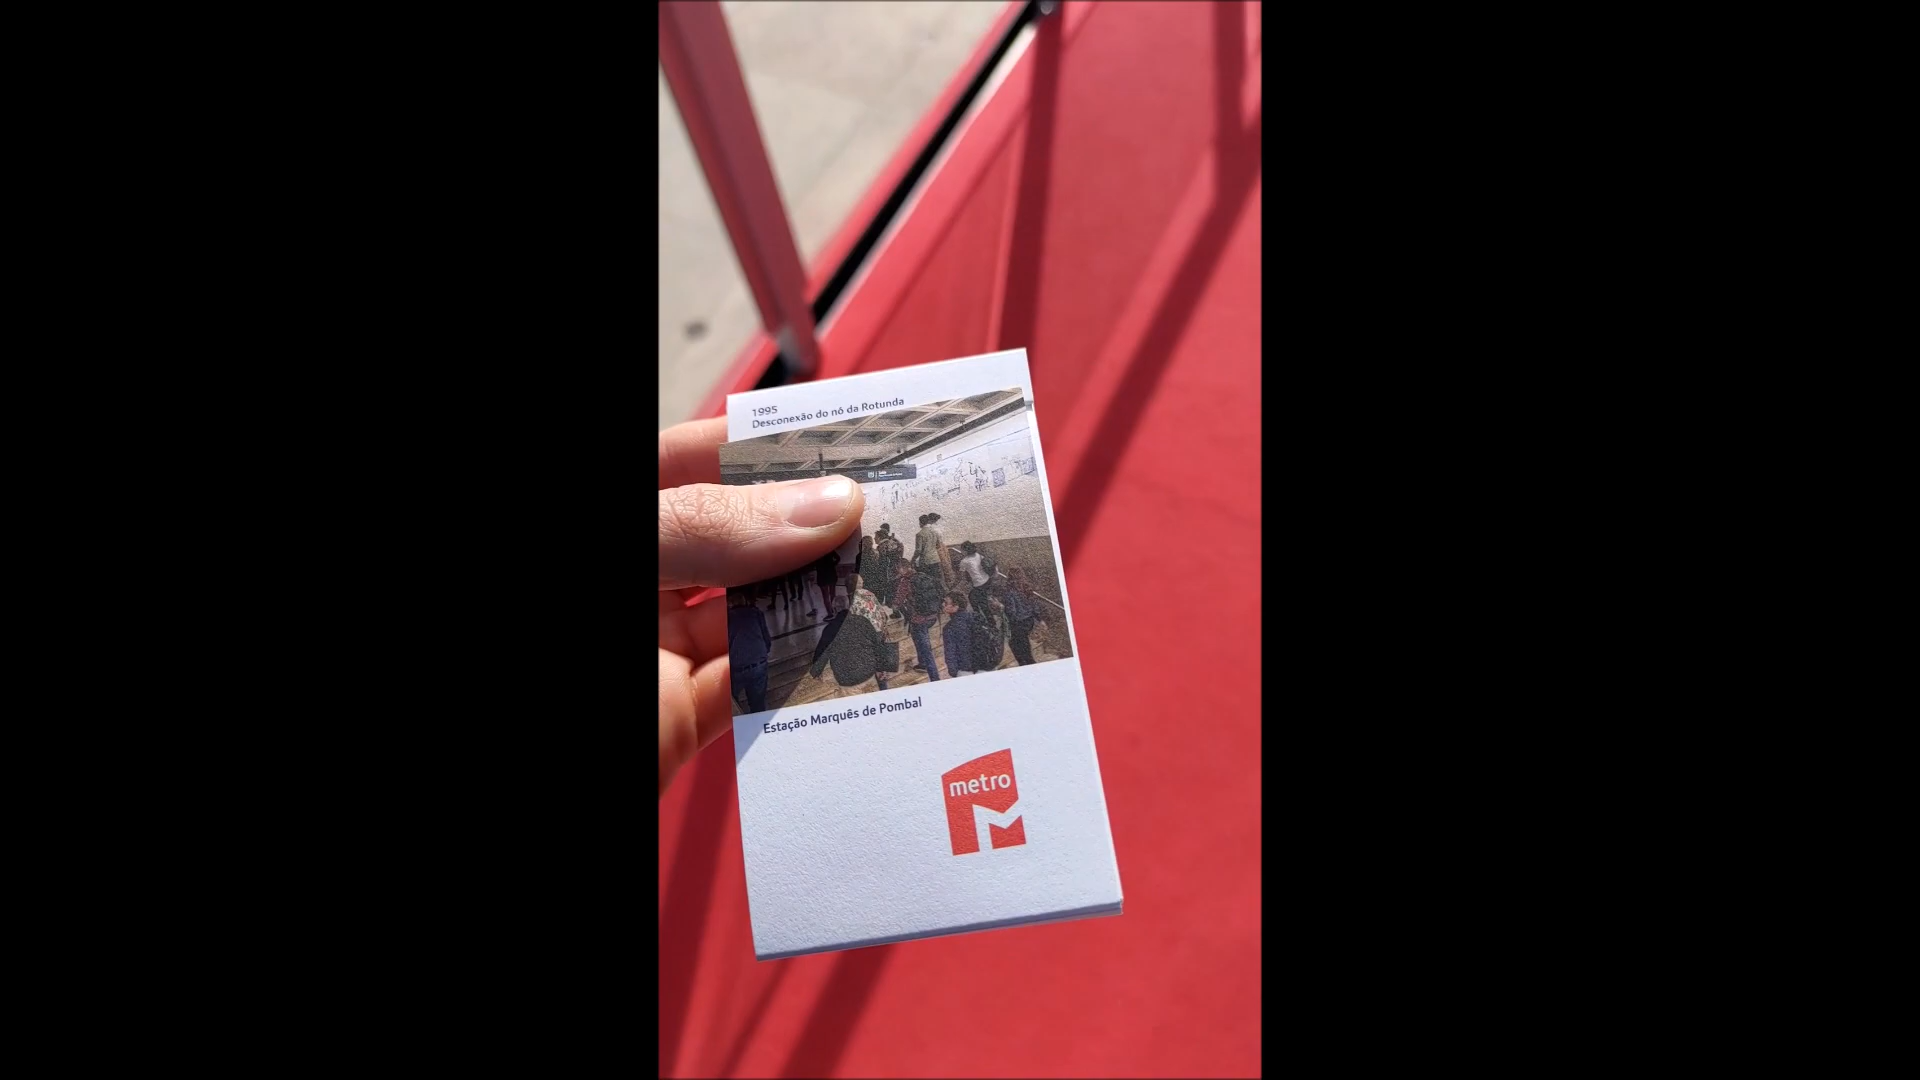 1995
Desconexão do nó da Rotunda
Estação Marquês de Pombal
metro